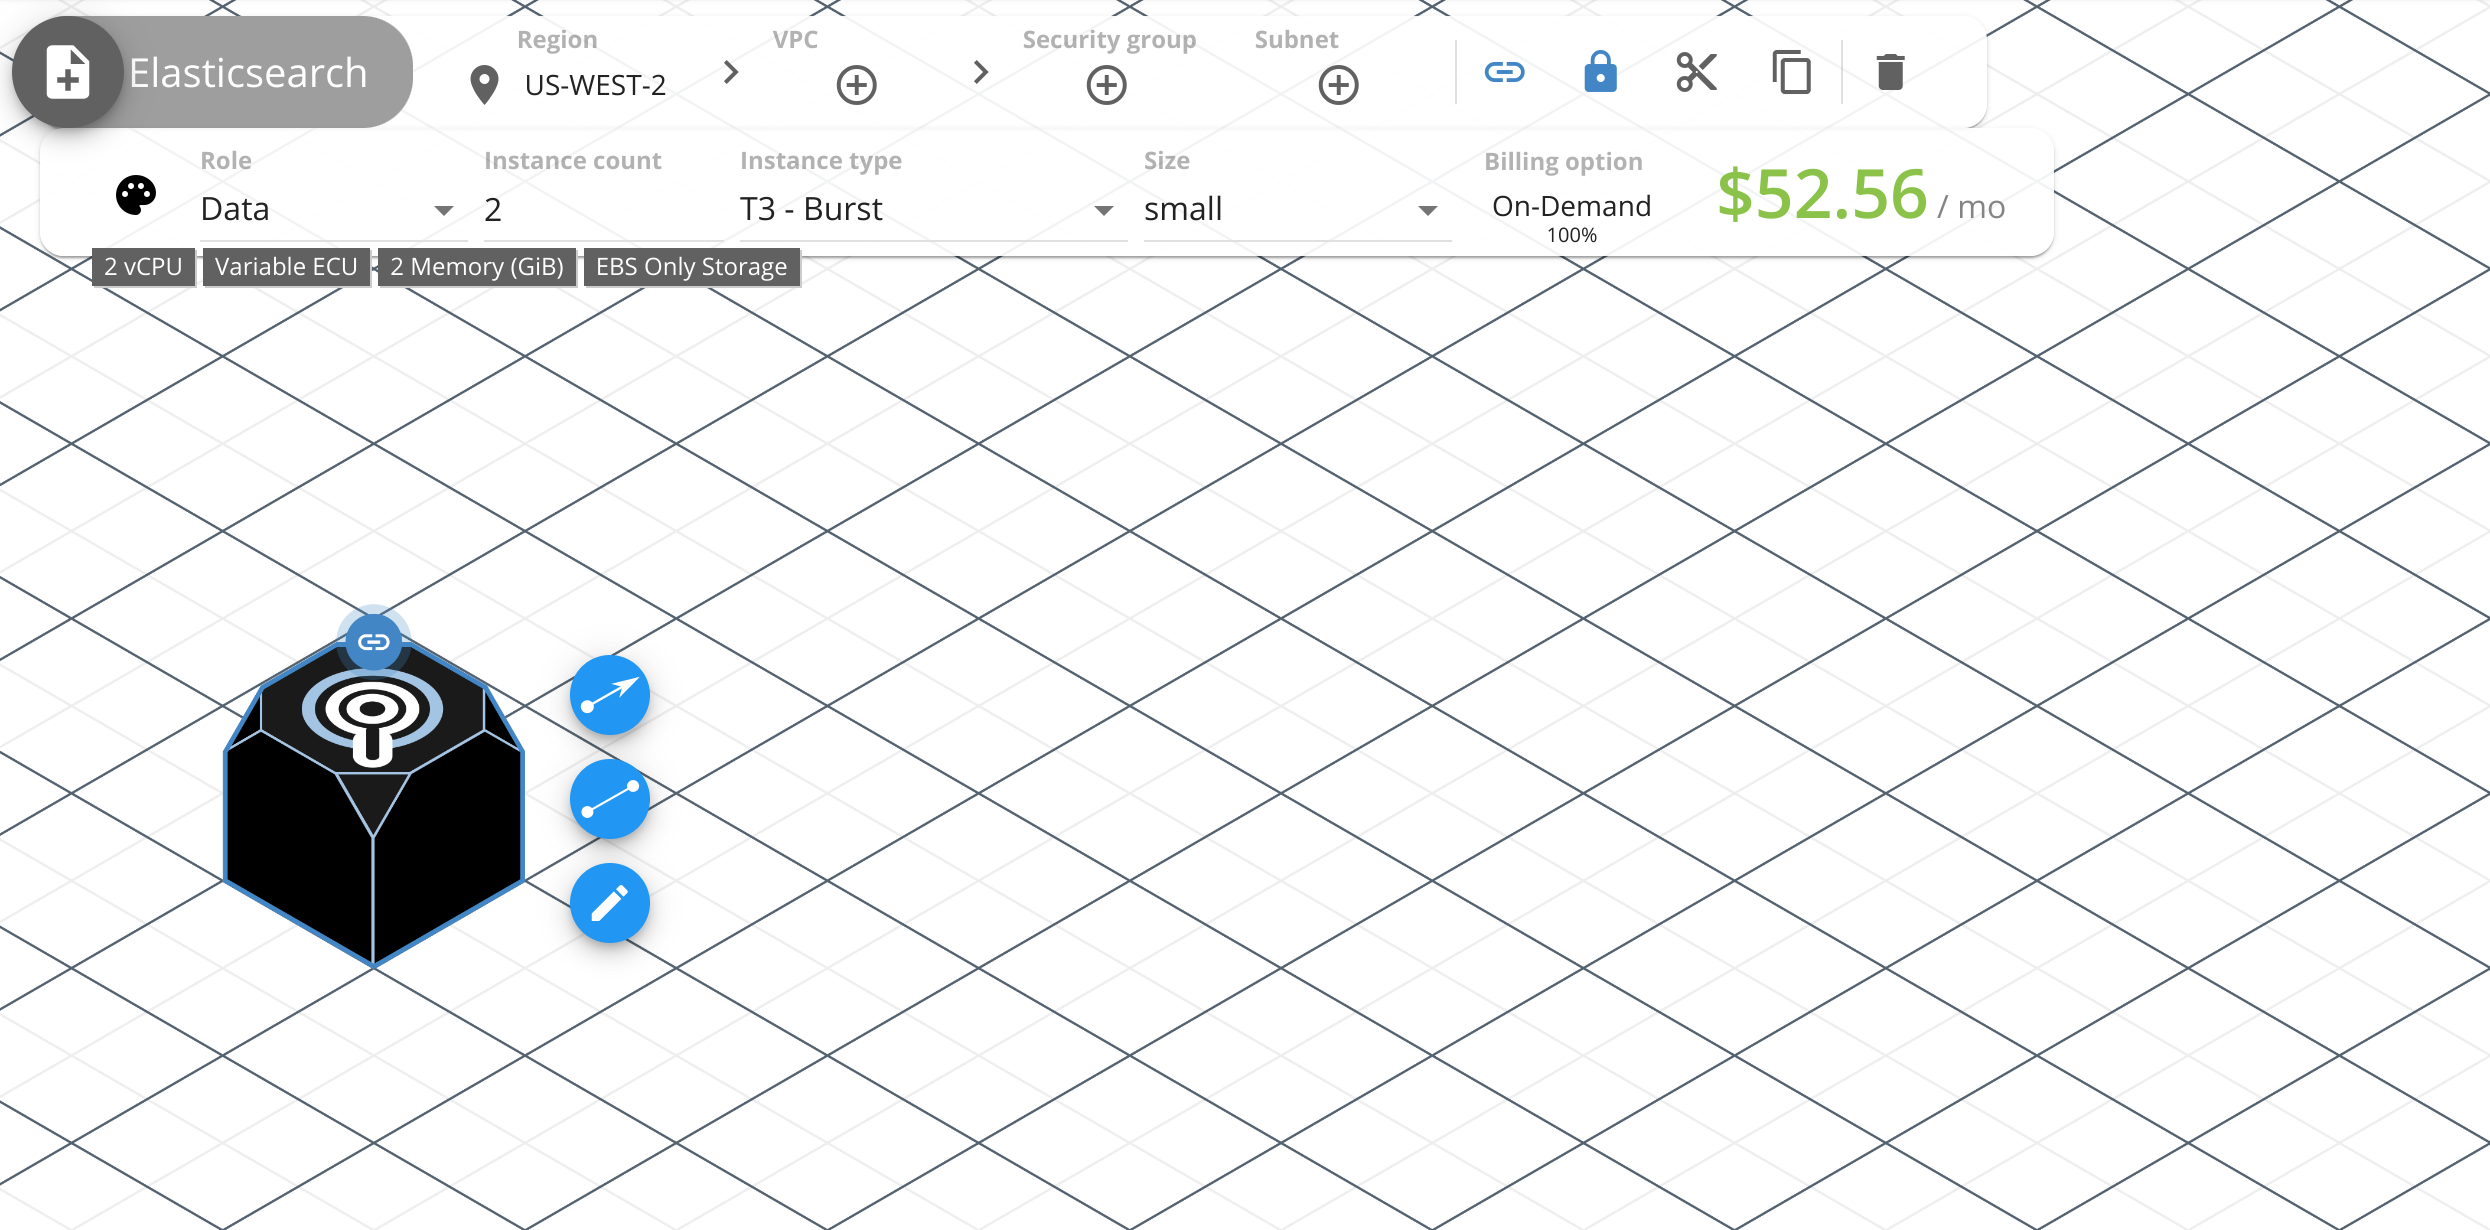 Elasticsearch
Region
US-WEST-2
VPC
Security group
Subnet
Role
Data
Instance count
2
Instance type
T3 - Burst
Size
small
Billing option
On-Demand
100%
$52.56 / mo
2 vCPU
Variable ECU
2 Memory (GiB)
EBS Only Storage